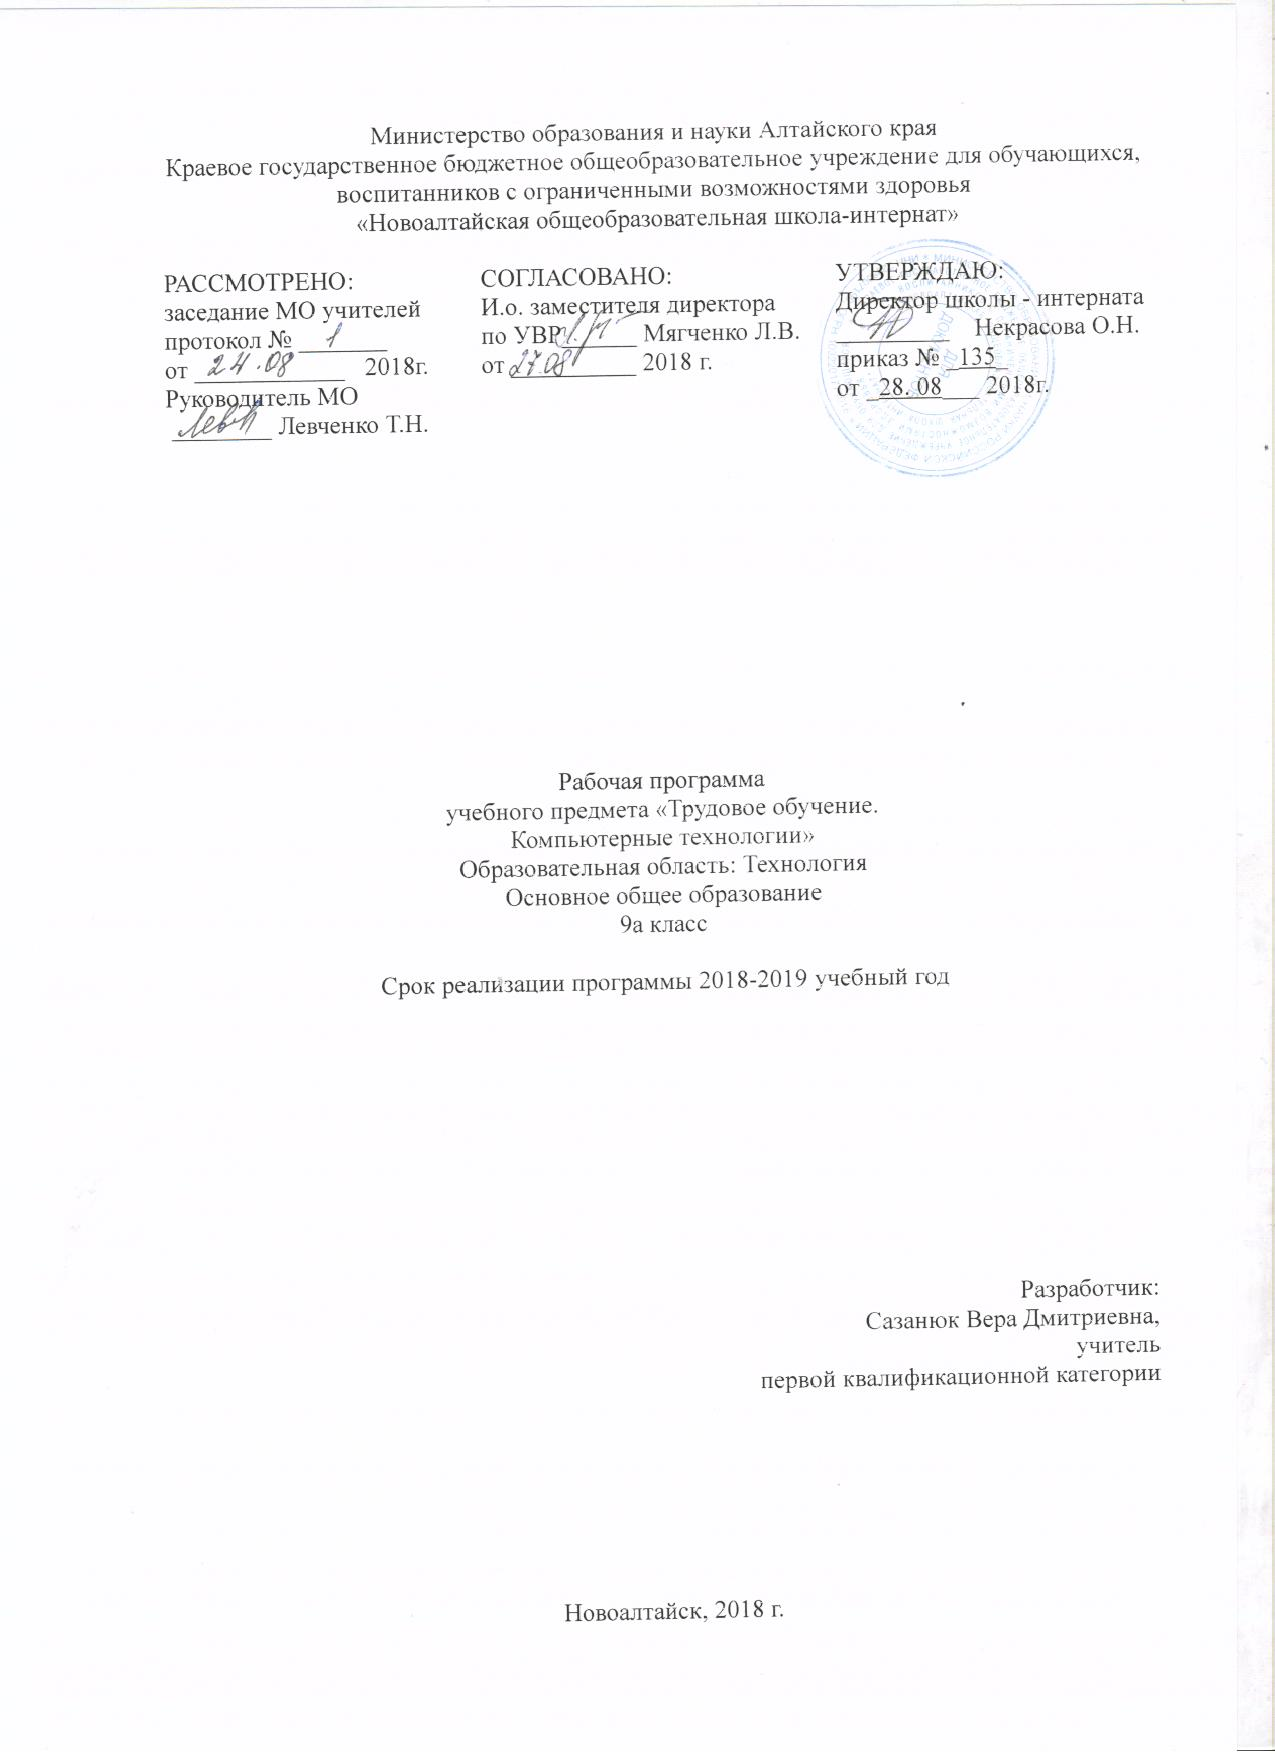 Министерство образования и науки Алтайского края
Краевое государственное бюджетное общеобразовательное учреждение для обучающихся,
воспитанников с ограниченными возможностями здоровья
«Новоалтайская общеобразовательная школа-интернат»
РАССМОТРЕНО:
заседание МО учителей
протокол № 1
от 24.08 2018г.
Руководитель МО
Левченко Т.Н.
СОГЛАСОВАНО:
И.о. заместителя директора
по УВР Мягченко Л.В.
от 27.08 2018 г.
УТВЕРЖДАЮ:
Директор школы - интерната
Некрасова О.Н.
приказ № 135
от 28. 08 2018г.
Рабочая программа
учебного предмета «Трудовое обучение.
Компьютерные технологии»
Образовательная область: Технология
Основное общее образование
9а класс
Срок реализации программы 2018-2019 учебный год
Разработчик:
Сазанюк Вера Дмитриевна,
учитель
первой квалификационной категории
Новоалтайск, 2018 г.